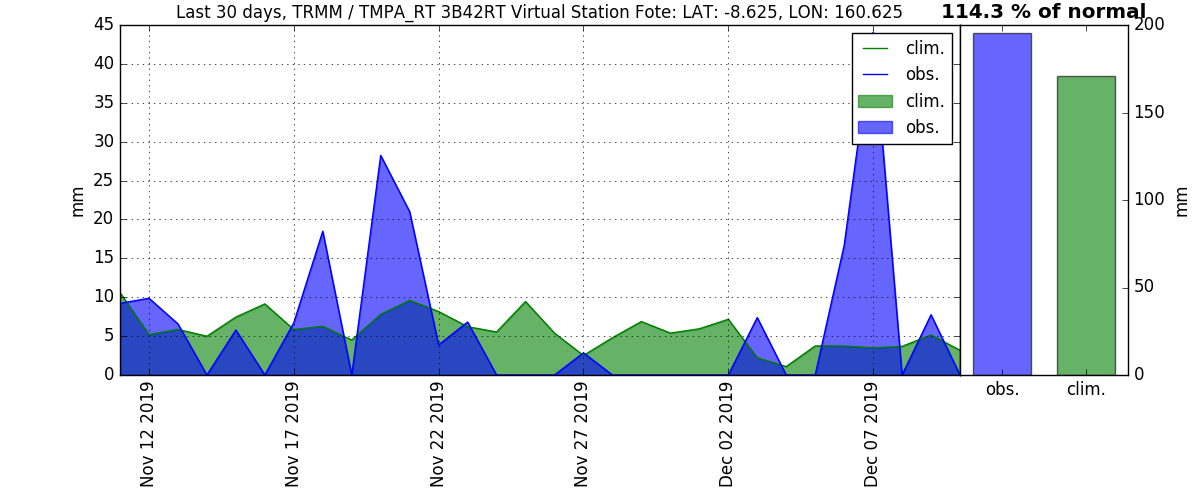 Last 30 days, TRMM / TMPA_RT 3B42RT Virtual Station Fote: LAT: -8.625, LON: 160.625
114.3 % of normal
45
40
35
30
25
20
15
10
5
0
mm
clim.
obs.
clim.
obs.
200
150
100
50
0
mm
obs.
clim.
Nov 12 2019
Nov 17 2019
Nov 22 2019
Nov 27 2019
Dec 02 2019
Dec 07 2019